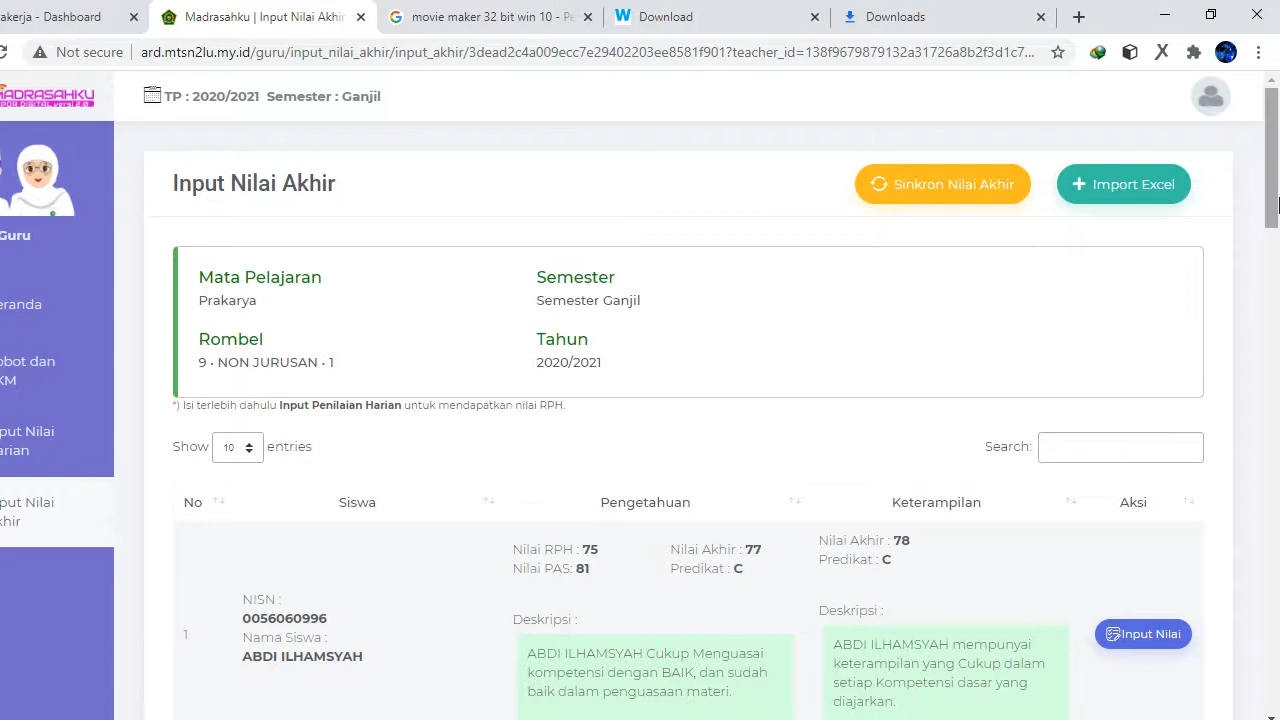 akerja - Dashboard
Madrasahku | Input Nilai Akhir
movie maker 32 bit win 10 - Pe
Download
Downloads
Not secure
ard.mtsn2lu.my.id/guru/input_nilai_akhir/input_akhir/3dead2c4a009ecc7e29402203ee8581f01?teacher_id=138f9679879132a31726a8b2f3d1c7...
MADRASAHKU
TP : 2020/2021 Semester : Ganjil
Guru
eranda
obot dan
KM
put Nilai
arian
put Nilai
khir
Input Nilai Akhir
Sinkron Nilai Akhir
Import Excel
Mata Pelajaran
Prakarya
Semester
Semester Ganjil
Rombel
9 • NON JURUSAN • 1
Tahun
2020/2021
*) Isi terlebih dahulu Input Penilaian Harian untuk mendapatkan nilai RPH.
Show 10 entries
Search:
No Siswa Pengetahuan Keterampilan Aksi
1
NISN :
0056060996
Nama Siswa :
ABDI ILHAMSYAH
Nilai RPH : 75
Nilai PAS: 81
Nilai Akhir : 77
Predikat : C
Deskripsi :
ABDI ILHAMSYAH Cukup Menguasai
kompetensi dengan BAIK, dan sudah
baik dalam penguasaan materi.
Nilai Akhir : 78
Predikat : C
Deskripsi :
ABDI ILHAMSYAH mempunyai
keterampilan yang Cukup dalam
setiap Kompetensi dasar yang
diajarkan.
Input Nilai